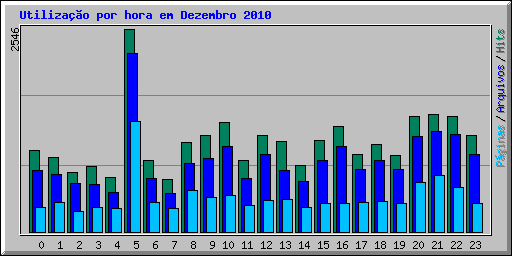 Utilização por hora em Dezembro 2010
2546
Páginas / Arquivos / Hits
0 1 2 3 4 5 6 7 8 9 10 11 12 13 14 15 16 17 18 19 20 21 22 23